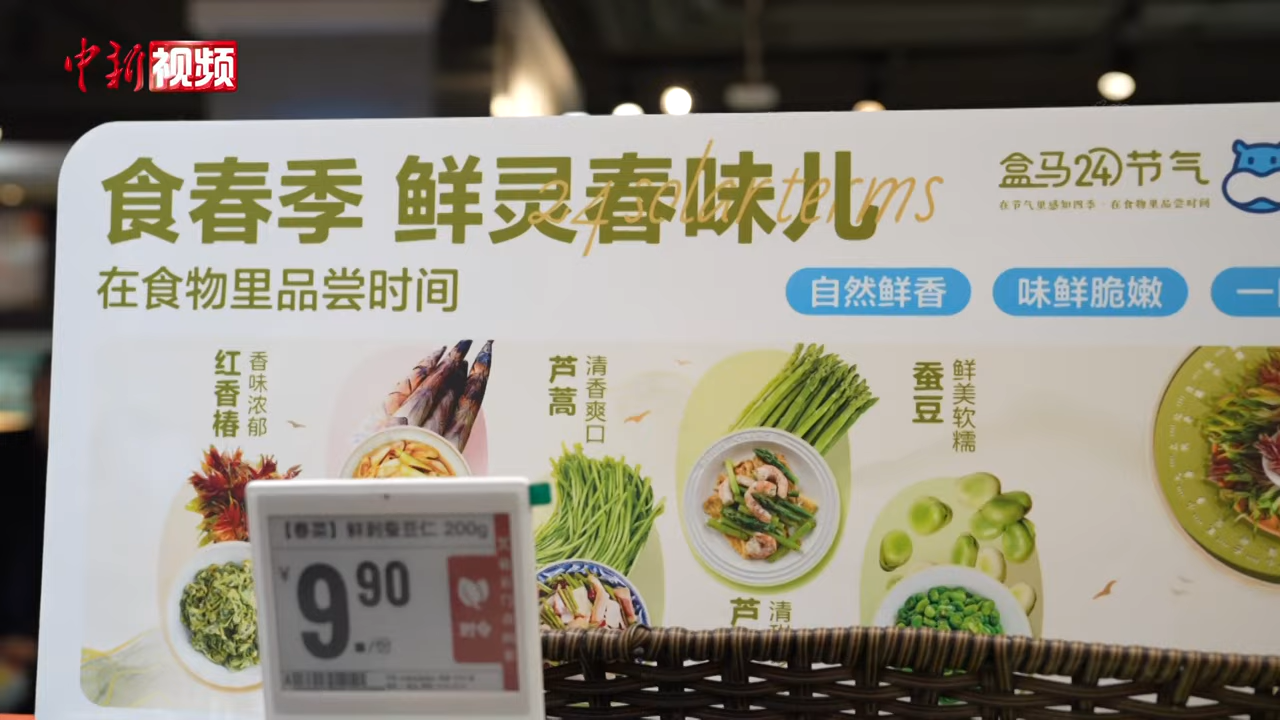 中新视频
食春季 鲜灵春味儿
24 solar terms
盒马24节气
在节气里感知四季·在食物里品尝时间
在食物里品尝时间
自然鲜香
味鲜脆嫩
红香椿
香味浓郁
芦蒿
清香爽口
蚕豆
鲜美软糯
芦
清
【春菜】鲜剥蚕豆仁 200g
¥9.90/份
时令